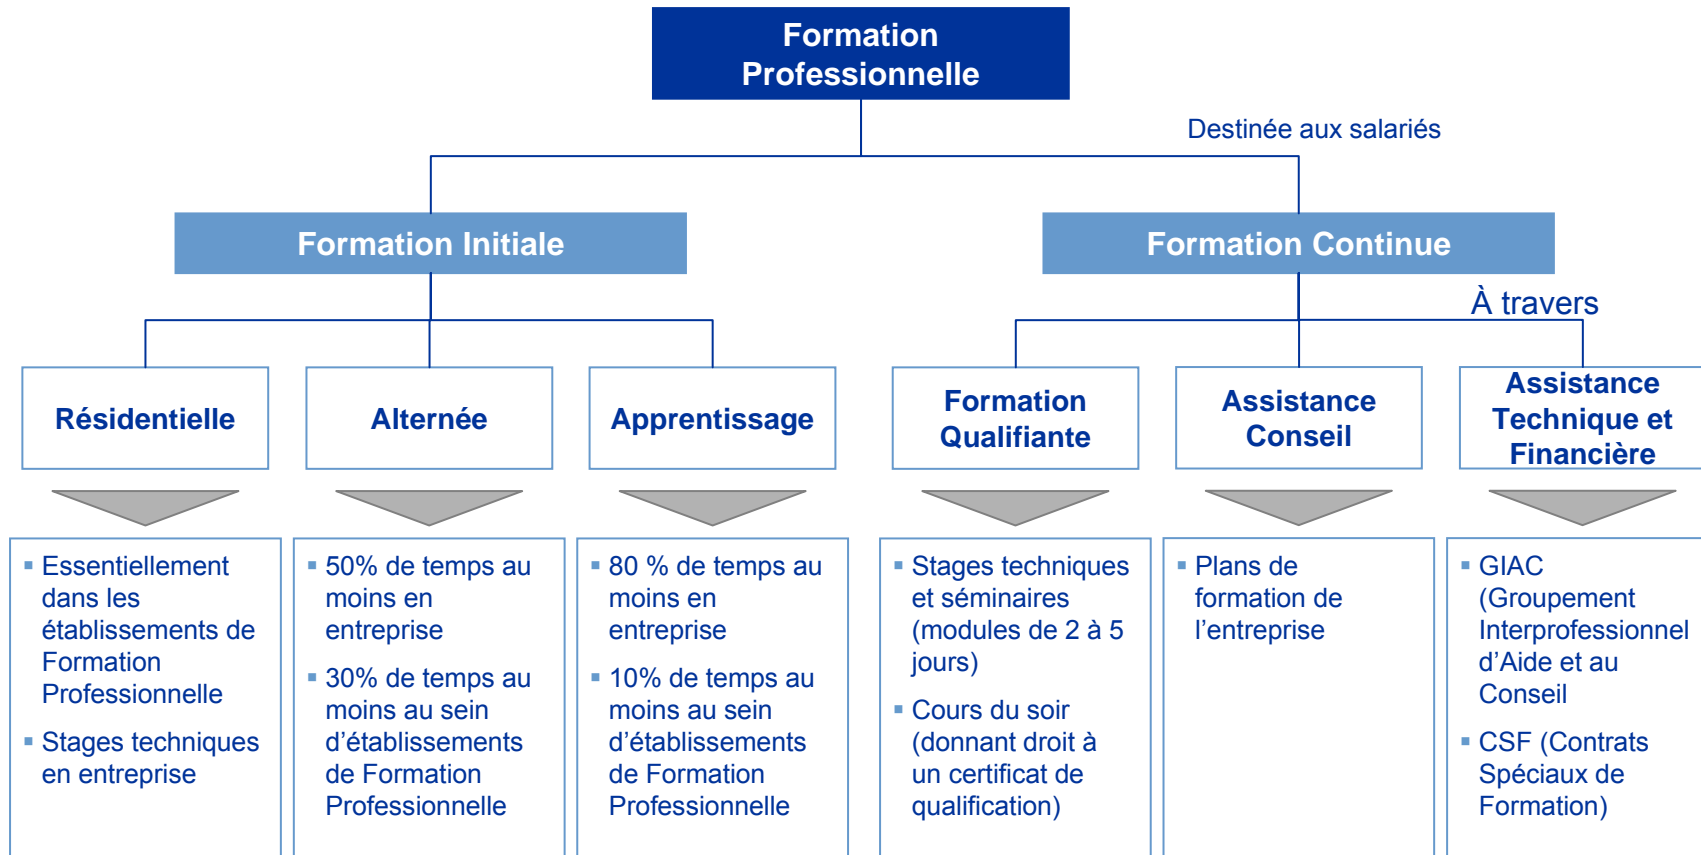 Formation
Professionnelle
Destinée aux salariés
Formation Initiale
Formation Continue
À travers
Résidentielle
Alternée
Apprentissage
Formation
Qualifiante
Assistance
Conseil
Assistance
Technique et
Financière
▪ Essentiellement
dans les
établissements de
Formation
Professionnelle
▪ Stages techniques
en entreprise
▪ 50% de temps au
moins en
entreprise
▪ 30% de temps au
moins au sein
d’établissements
de Formation
Professionnelle
▪ 80 % de temps au
moins en
entreprise
▪ 10% de temps au
moins au sein
d’établissements
de Formation
Professionnelle
▪ Stages techniques
et séminaires
(modules de 2 à 5
jours)
▪ Cours du soir
(donnant droit à
un certificat de
qualification)
▪ Plans de
formation de
l’entreprise
▪ GIAC
(Groupement
Interprofessionnel
d’Aide et au
Conseil
▪ CSF (Contrats
Spéciaux de
Formation)